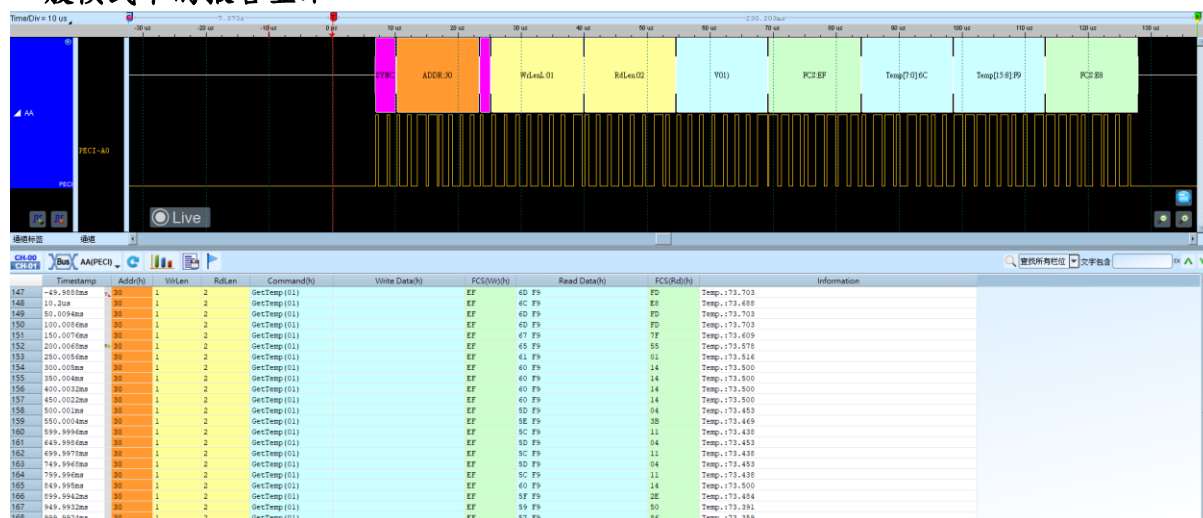 Time/Div= 10 us
7.373s
230.203ms
-30 us -20 us -10 us 0 ps 10 us 20 us 30 us 40 us 50 us 60 us 70 us 80 us 90 us 100 us 110 us 120 us 130 us
SYNC ADDR:30 WrLenL:01 RdLen:02 V01) FCS:EF Temp[7:0]:6C Temp[15:8]:F9 FCS:E8
AA
PECI-A0
PECI
Live
通道标签 通道
CH-00 CH-01 Bus AA(PECI) 查找所有栏位 文字包含
Timestamp Addr(h) WrLen RdLen Command(h) Write Data(h) FCS(Wr)(h) Read Data(h) FCS(Rd)(h) Information
147 -49.9888ms 30 1 2 GetTemp(01) EF 6D F9 FD Temp.:73.703
148 10.2us 30 1 2 GetTemp(01) EF 6C F9 E8 Temp.:73.688
149 50.0094ms 30 1 2 GetTemp(01) EF 6D F9 FD Temp.:73.703
150 100.0086ms 30 1 2 GetTemp(01) EF 6D F9 FD Temp.:73.703
151 150.0076ms 30 1 2 GetTemp(01) EF 67 F9 7F Temp.:73.609
152 200.0068ms 30 1 2 GetTemp(01) EF 65 F9 55 Temp.:73.578
153 250.0056ms 30 1 2 GetTemp(01) EF 61 F9 01 Temp.:73.516
154 300.005ms 30 1 2 GetTemp(01) EF 60 F9 14 Temp.:73.500
155 350.004ms 30 1 2 GetTemp(01) EF 60 F9 14 Temp.:73.500
156 400.0032ms 30 1 2 GetTemp(01) EF 60 F9 14 Temp.:73.500
157 450.0022ms 30 1 2 GetTemp(01) EF 60 F9 14 Temp.:73.500
158 500.001ms 30 1 2 GetTemp(01) EF 5D F9 04 Temp.:73.453
159 550.0004ms 30 1 2 GetTemp(01) EF 5E F9 3B Temp.:73.469
160 599.9996ms 30 1 2 GetTemp(01) EF 5C F9 11 Temp.:73.438
161 649.9986ms 30 1 2 GetTemp(01) EF 5D F9 04 Temp.:73.453
162 699.9978ms 30 1 2 GetTemp(01) EF 5C F9 11 Temp.:73.438
163 749.9968ms 30 1 2 GetTemp(01) EF 5D F9 04 Temp.:73.453
164 799.996ms 30 1 2 GetTemp(01) EF 5C F9 11 Temp.:73.438
165 849.995ms 30 1 2 GetTemp(01) EF 60 F9 14 Temp.:73.500
166 899.9942ms 30 1 2 GetTemp(01) EF 5F F9 2E Temp.:73.484
167 949.9932ms 30 1 2 GetTemp(01) EF 59 F9 50 Temp.:73.391